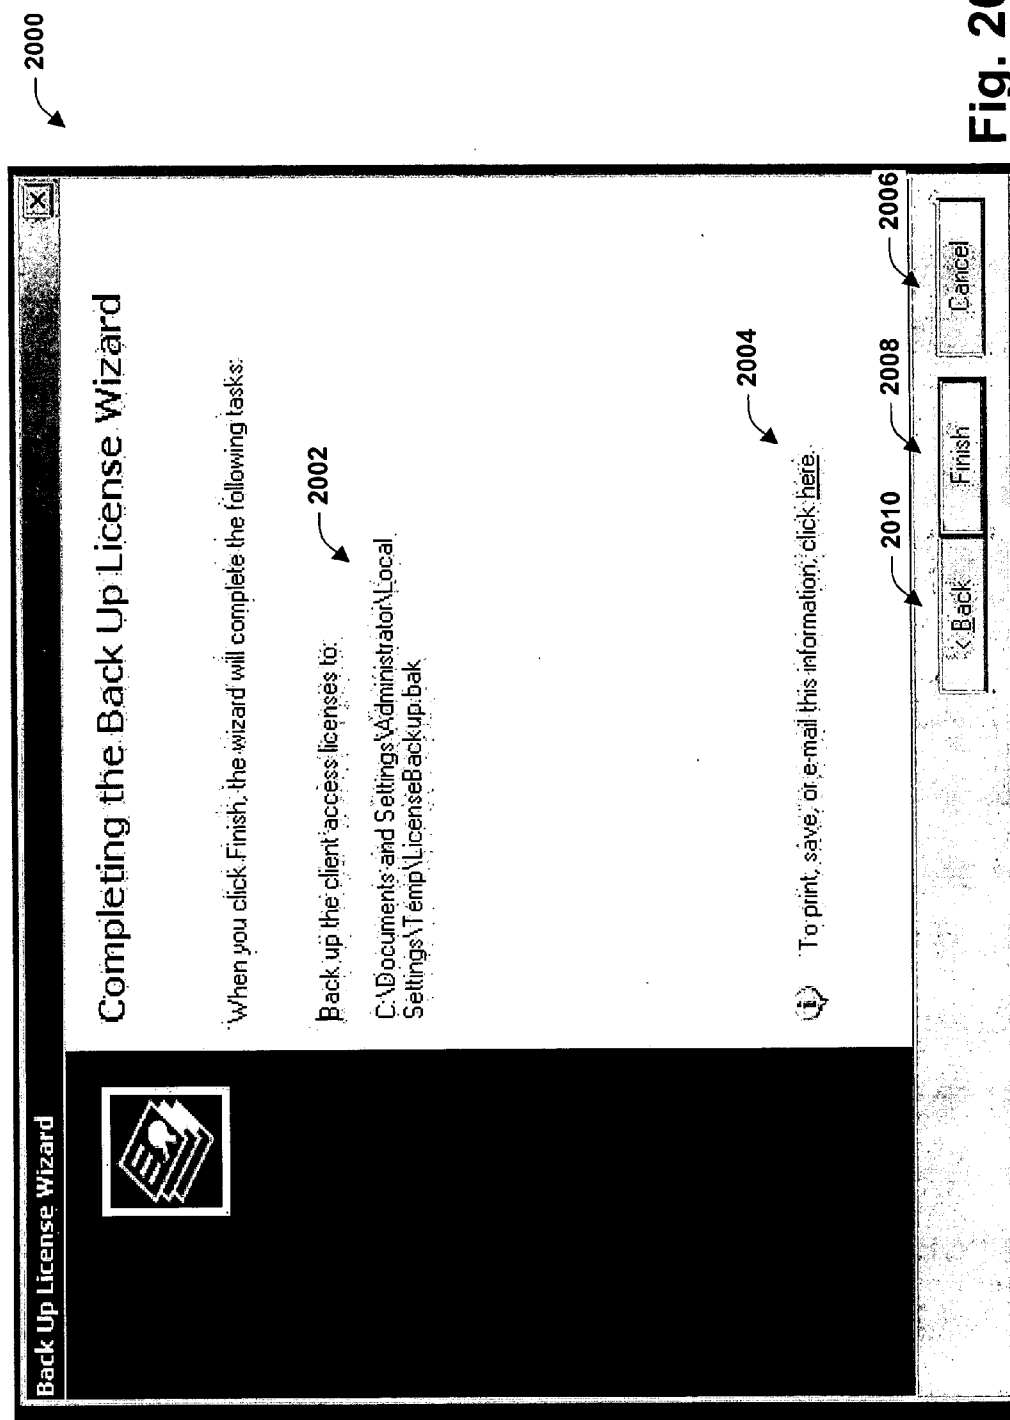 2000
Back Up License Wizard
Completing the Back Up License Wizard
When you click Finish, the wizard will complete the following tasks:
2002
Back up the client access licenses to:
C:\Documents and Settings\Administrator\Local
Settings\Temp\LicenseBackup.bak
2004
To print, save, or e-mail this information, click here.
2010
2008
2006
< Back
Finish
Cancel
Fig. 20